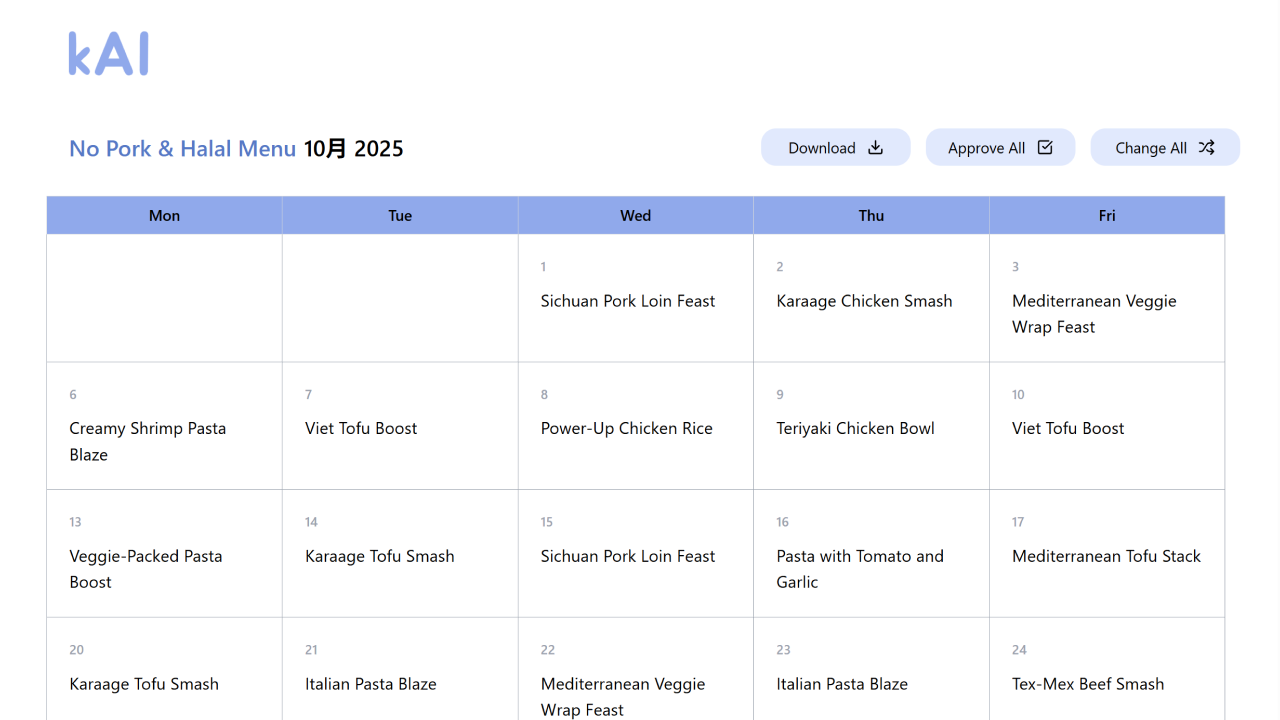 kAI
No Pork & Halal Menu 10月 2025
Download
Approve All
Change All
Mon
Tue
Wed
Thu
Fri
1
Sichuan Pork Loin Feast
2
Karaage Chicken Smash
3
Mediterranean Veggie
Wrap Feast
6
Creamy Shrimp Pasta
Blaze
7
Viet Tofu Boost
8
Power-Up Chicken Rice
9
Teriyaki Chicken Bowl
10
Viet Tofu Boost
13
Veggie-Packed Pasta
Boost
14
Karaage Tofu Smash
15
Sichuan Pork Loin Feast
16
Pasta with Tomato and
Garlic
17
Mediterranean Tofu Stack
20
Karaage Tofu Smash
21
Italian Pasta Blaze
22
Mediterranean Veggie
Wrap Feast
23
Italian Pasta Blaze
24
Tex-Mex Beef Smash